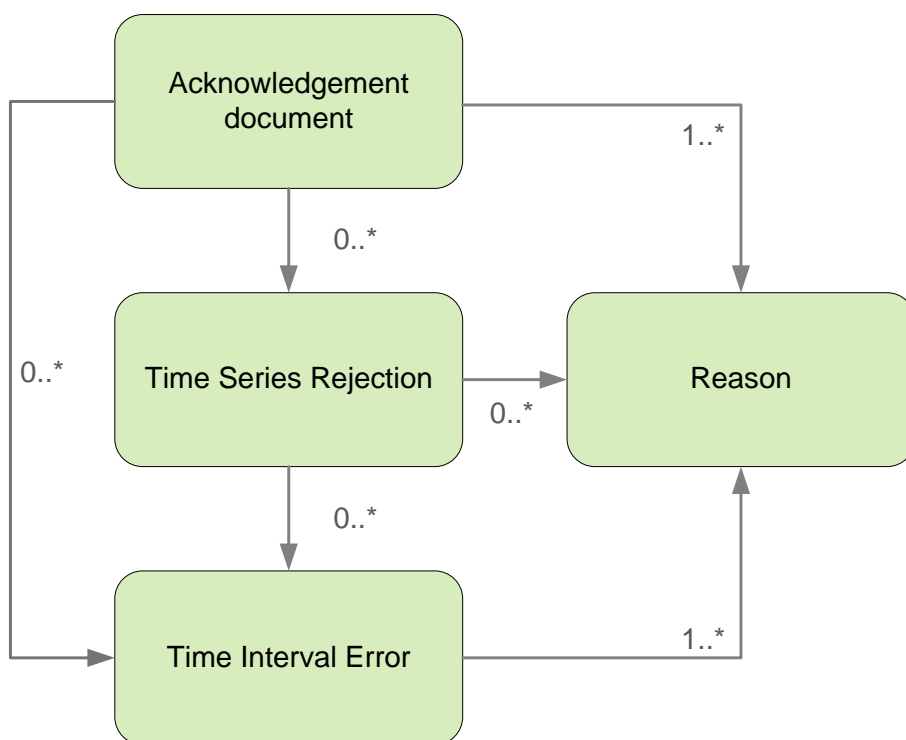 Acknowledgement
document
1..*
0..*
0..*
Time Series Rejection
0..*
Reason
0..*
Time Interval Error
1..*